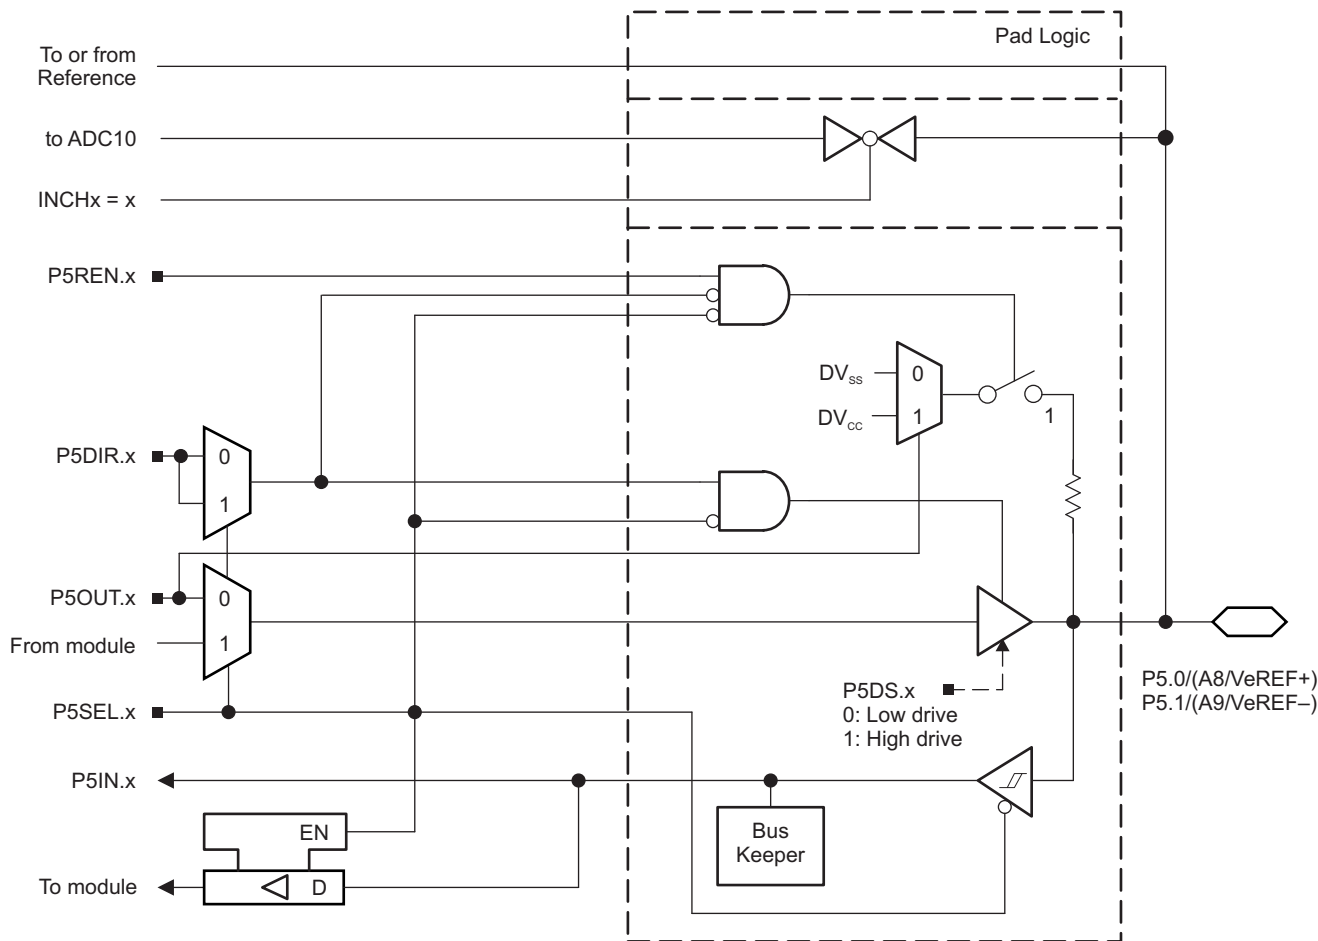 Pad Logic
To or from
Reference
to ADC10
INCHx = x
P5REN.x
DVSS
0
DVCC
1
1
P5DIR.x
0
1
P5OUT.x
0
From module
1
P5SEL.x
P5DS.x
0: Low drive
1: High drive
P5.0/(A8/VeREF+)
P5.1/(A9/VeREF–)
P5IN.x
EN
Bus
Keeper
To module
D